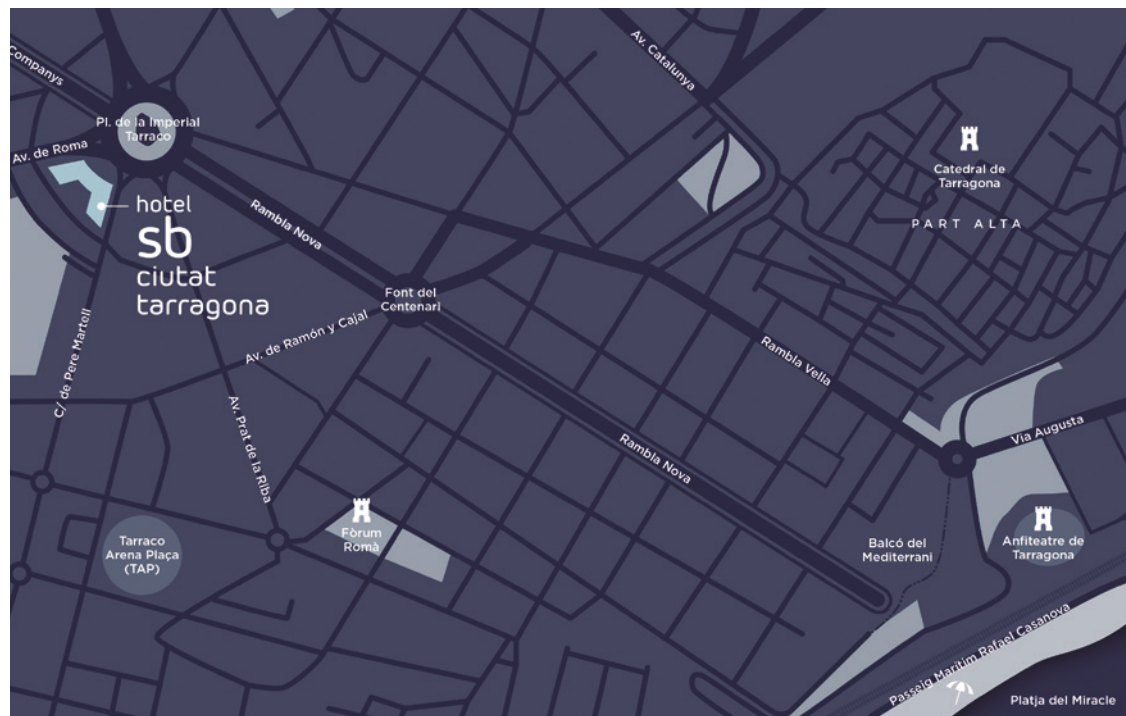 Companys
Av. Catalunya
Pl. de la Imperial
Tarraco
Av. de Roma
Catedral de
Tarragona
PART ALTA
hotel
sb
ciutat
tarragona
Rambla Nova
Font del
Centenari
Av. de Ramón y Cajal
C/ de Pere Martell
Rambla Vella
Av. Prat de la Riba
Rambla Nova
Via Augusta
Fòrum
Romà
Tarraco
Arena Plaça
(TAP)
Balcó del
Mediterrani
Anfiteatre de
Tarragona
Passeig Marítim Rafael Casanova
Platja del Miracle